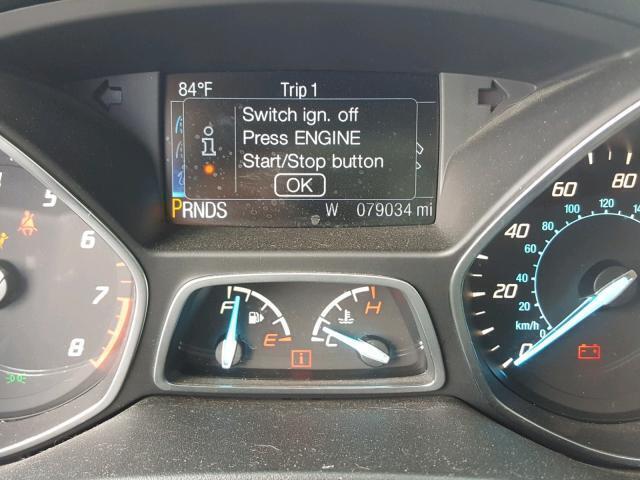 84°F Trip 1
Switch ign. off
Press ENGINE
Start/Stop button
OK
PRNDS W 079034 mi
5
6
7
8
F E
C H
i
0
20
40
60
80
0
20
40
60
80
100
120
km/h